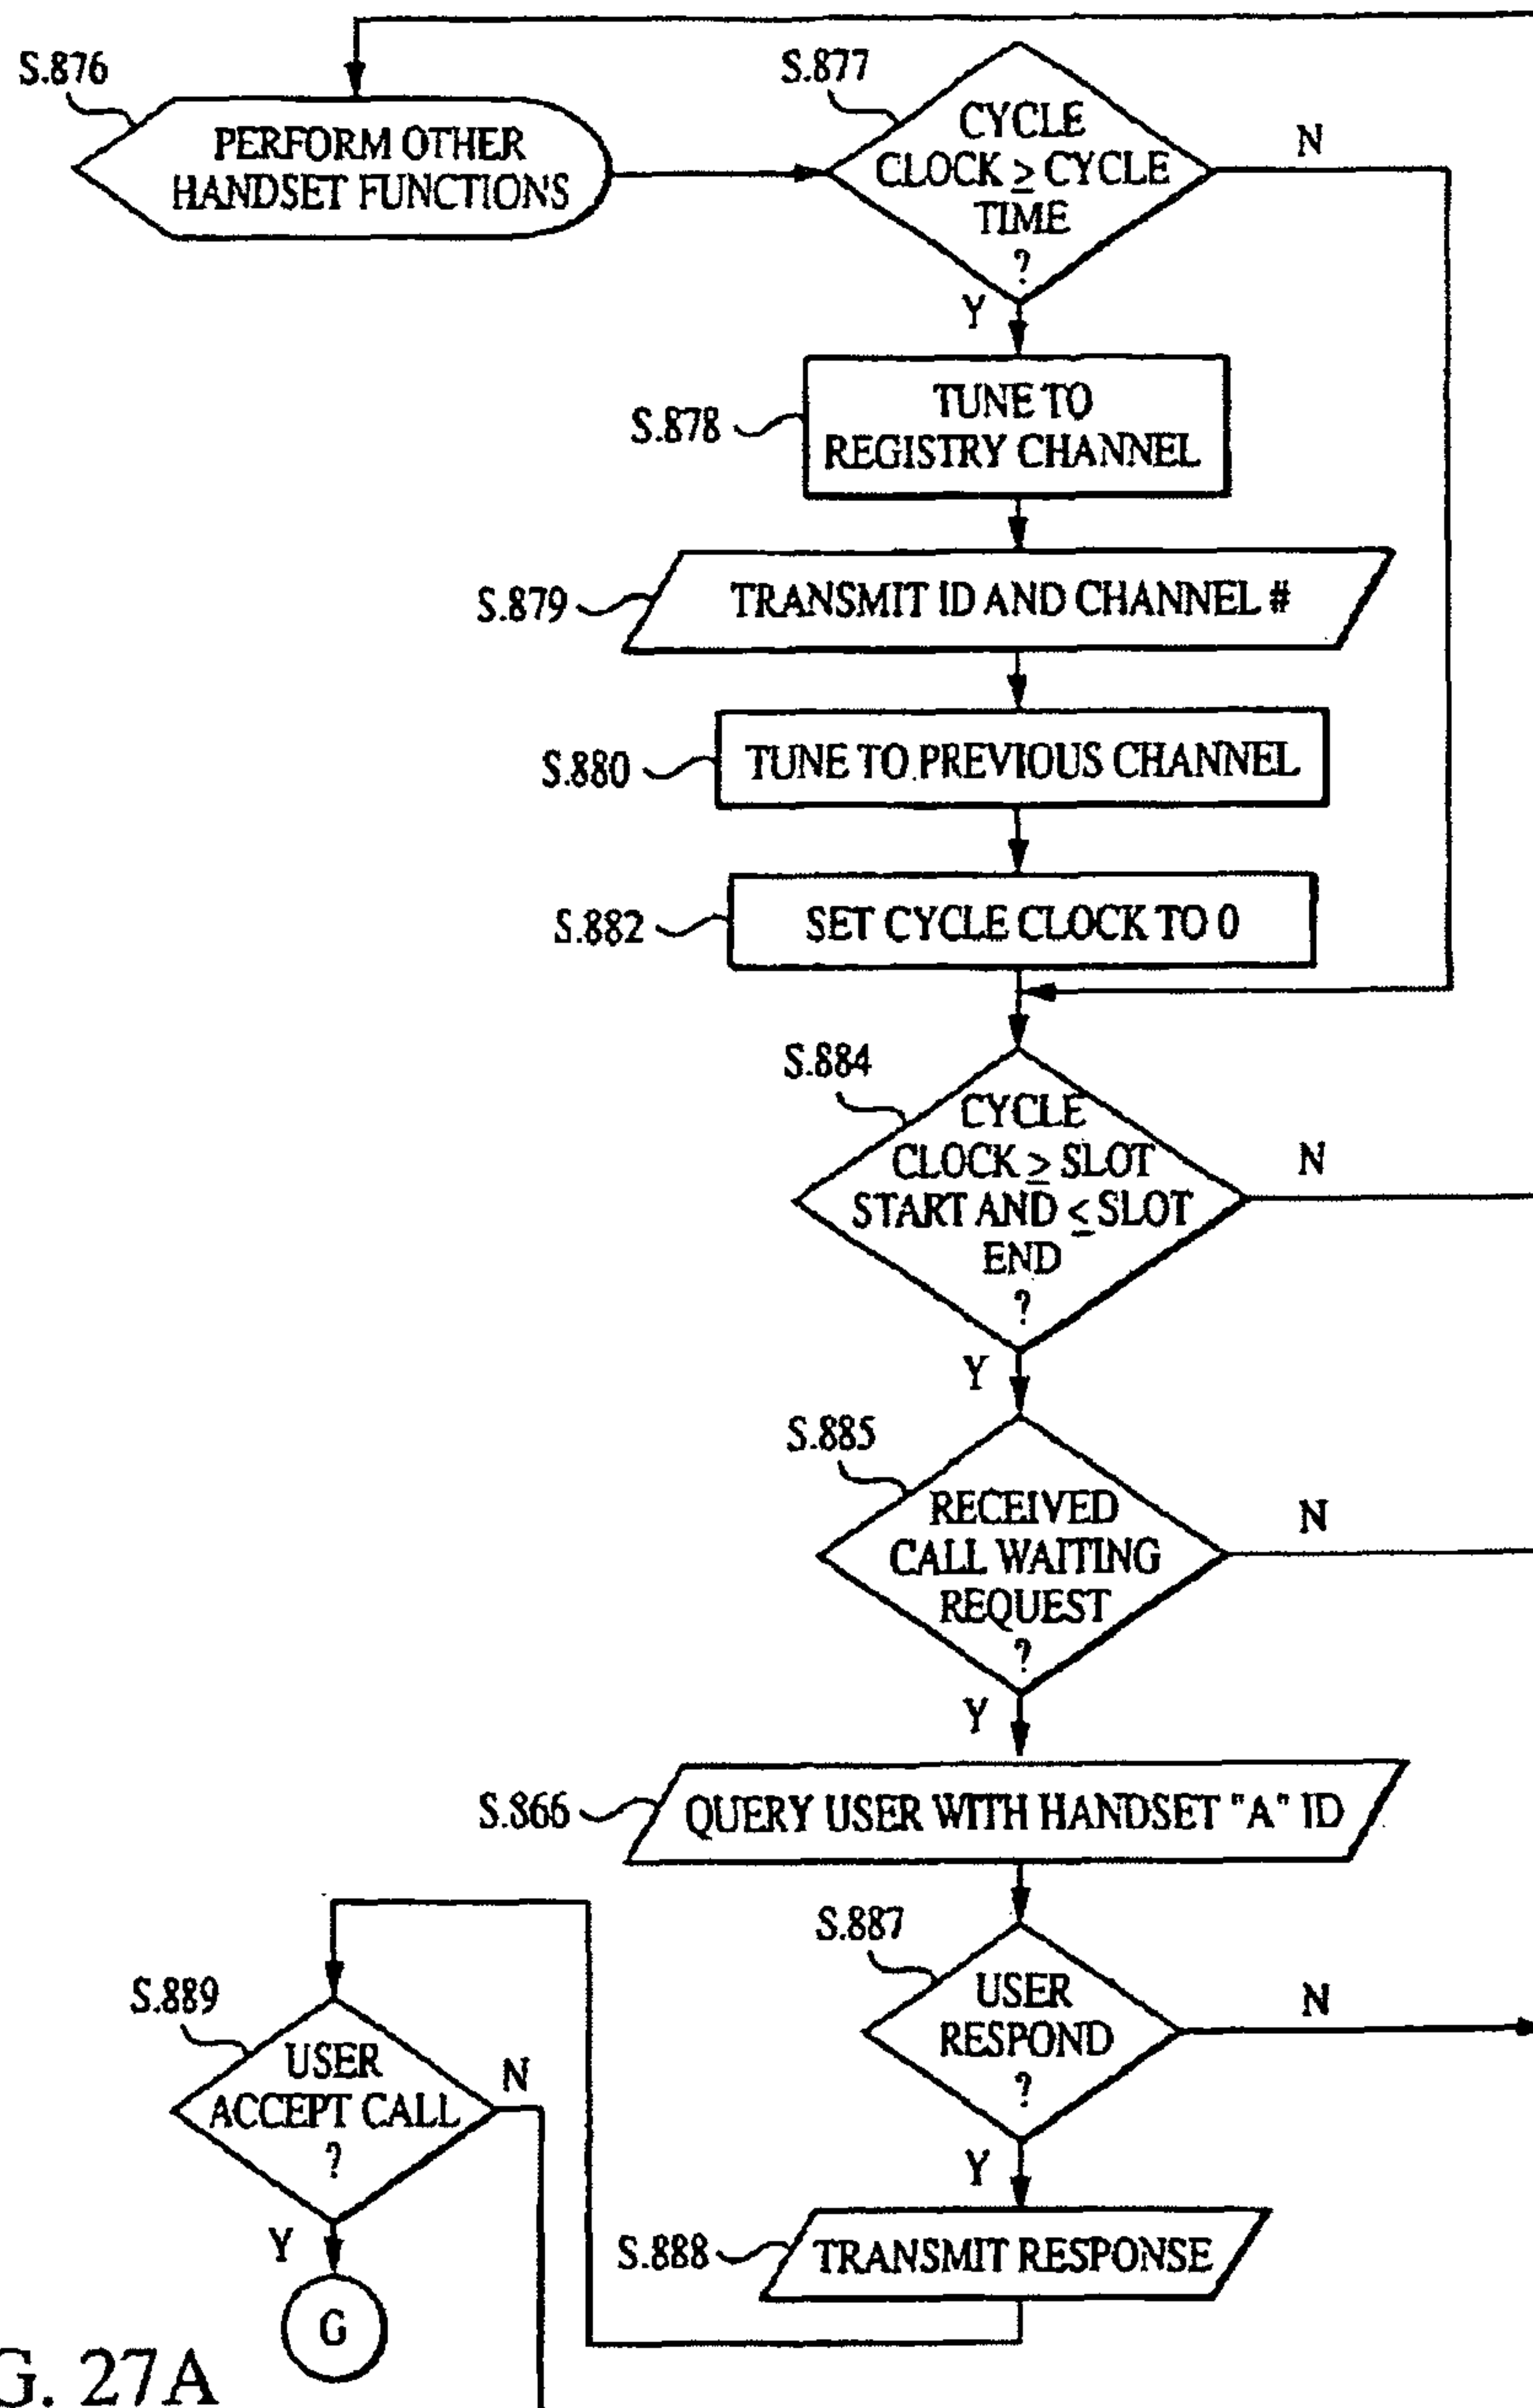 S.876
PERFORM OTHER
HANDSET FUNCTIONS
S.877
CYCLE
CLOCK ≥ CYCLE
TIME
?
N
Y
S.878
TUNE TO
REGISTRY CHANNEL
S.879
TRANSMIT ID AND CHANNEL #
S.880
TUNE TO PREVIOUS CHANNEL
S.882
SET CYCLE CLOCK TO 0
S.884
CYCLE
CLOCK ≥ SLOT
START AND ≤ SLOT
END
?
N
Y
S.885
RECEIVED
CALL WAITING
REQUEST
?
N
Y
S.866
QUERY USER WITH HANDSET "A" ID
S.887
USER
RESPOND
?
N
Y
S.888
TRANSMIT RESPONSE
S.889
USER
ACCEPT CALL
?
N
Y
G
G. 27A